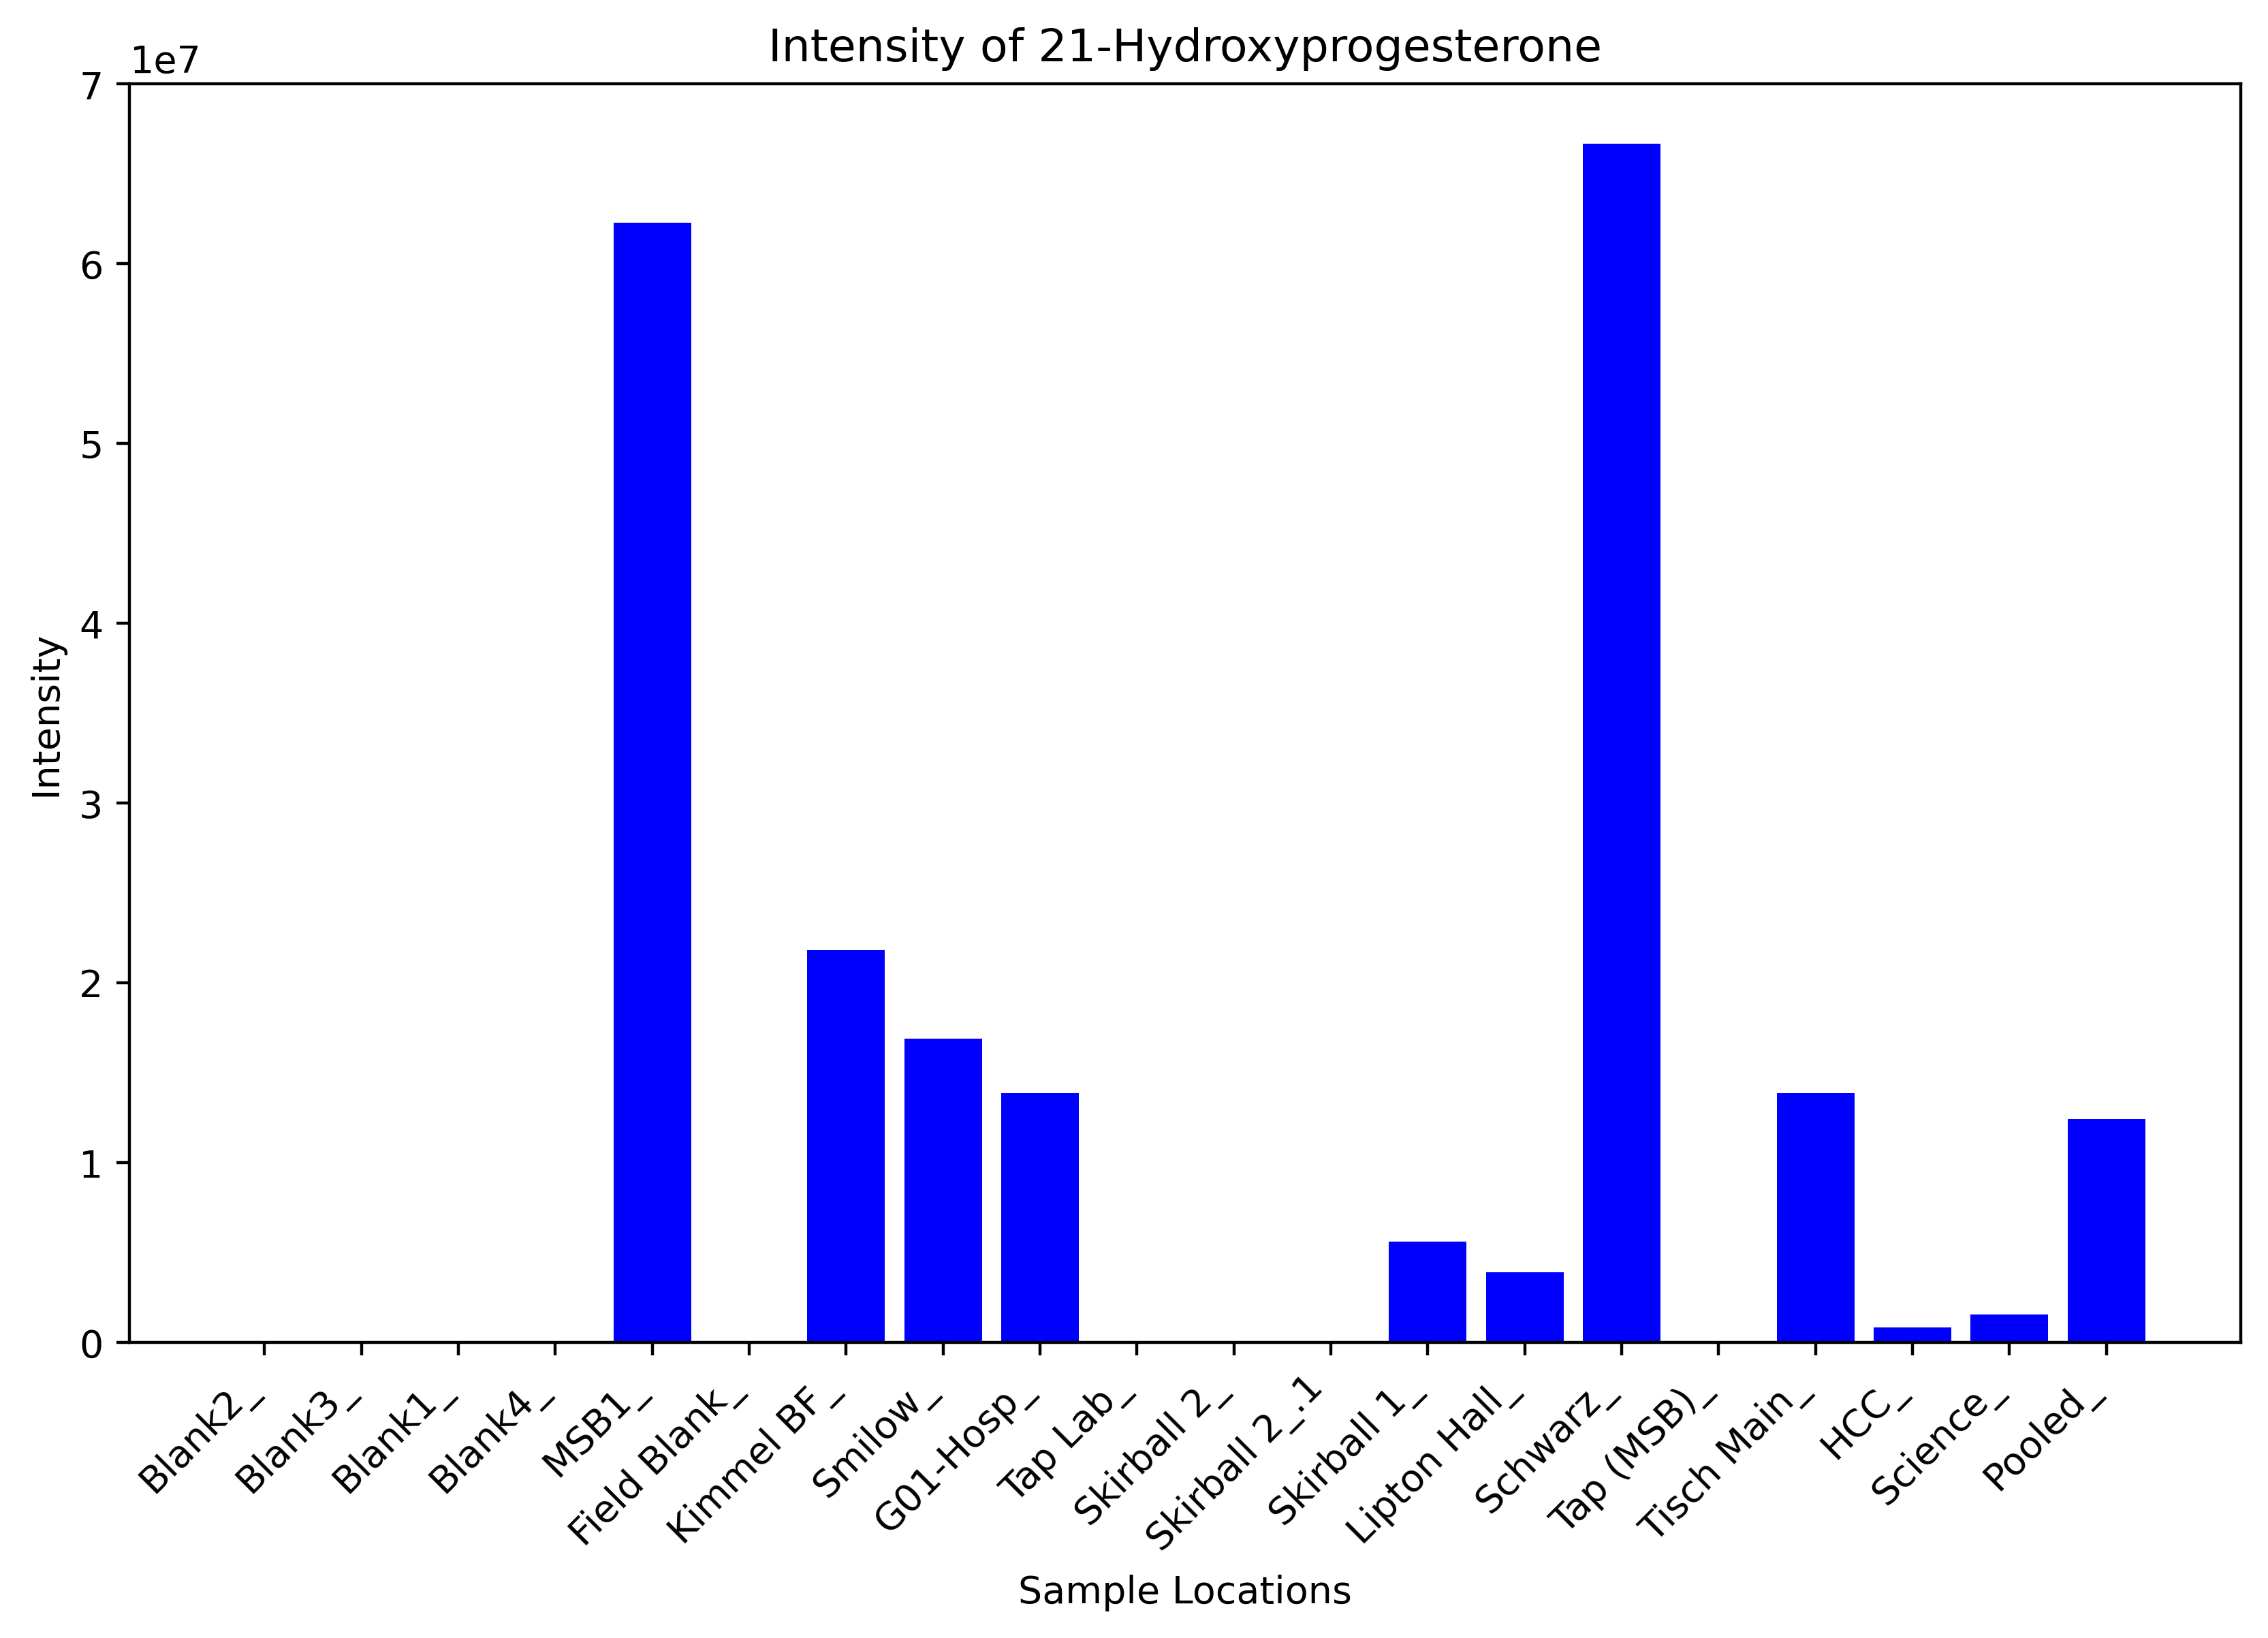 Intensity of 21-Hydroxyprogesterone
1e7
7
6
5
4
3
2
1
0
Intensity
Blank2_
Blank3_
Blank1_
Blank4_
MSB1_
Field Blank_
Kimmel BF_
Smilow_
G01-Hosp_
Tap Lab_
Skirball 2_
Skirball 2_.1
Skirball 1_
Lipton Hall_
Schwarz_
Tap (MSB)_
Tisch Main_
HCC_
Science_
Pooled_
Sample Locations